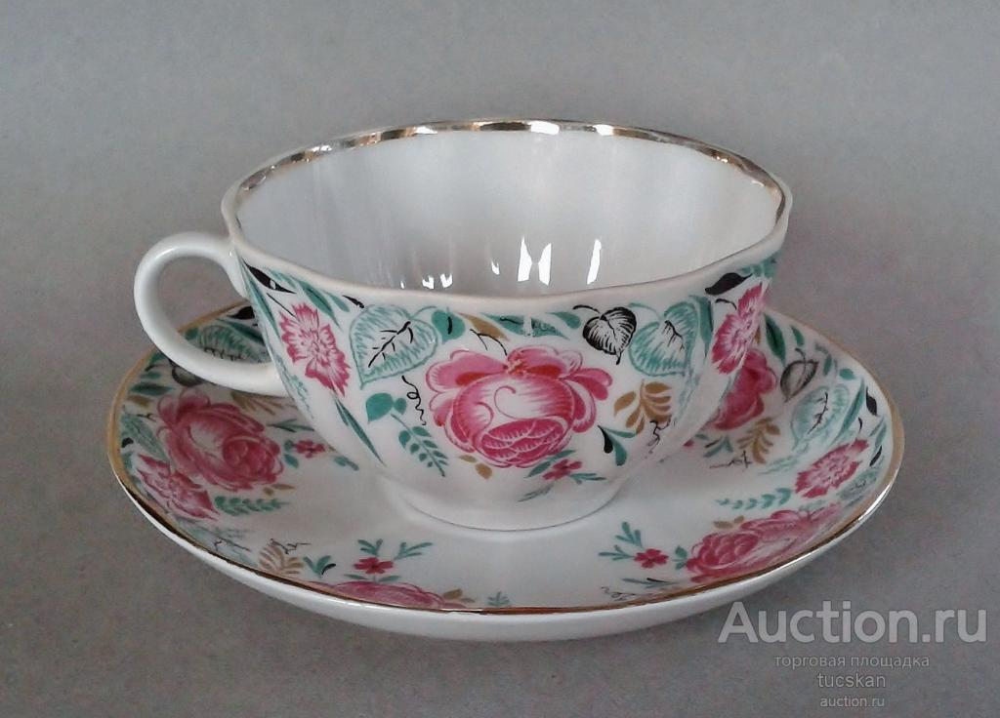 Auction.ru
торговая площадка
tucskan
auction.ru